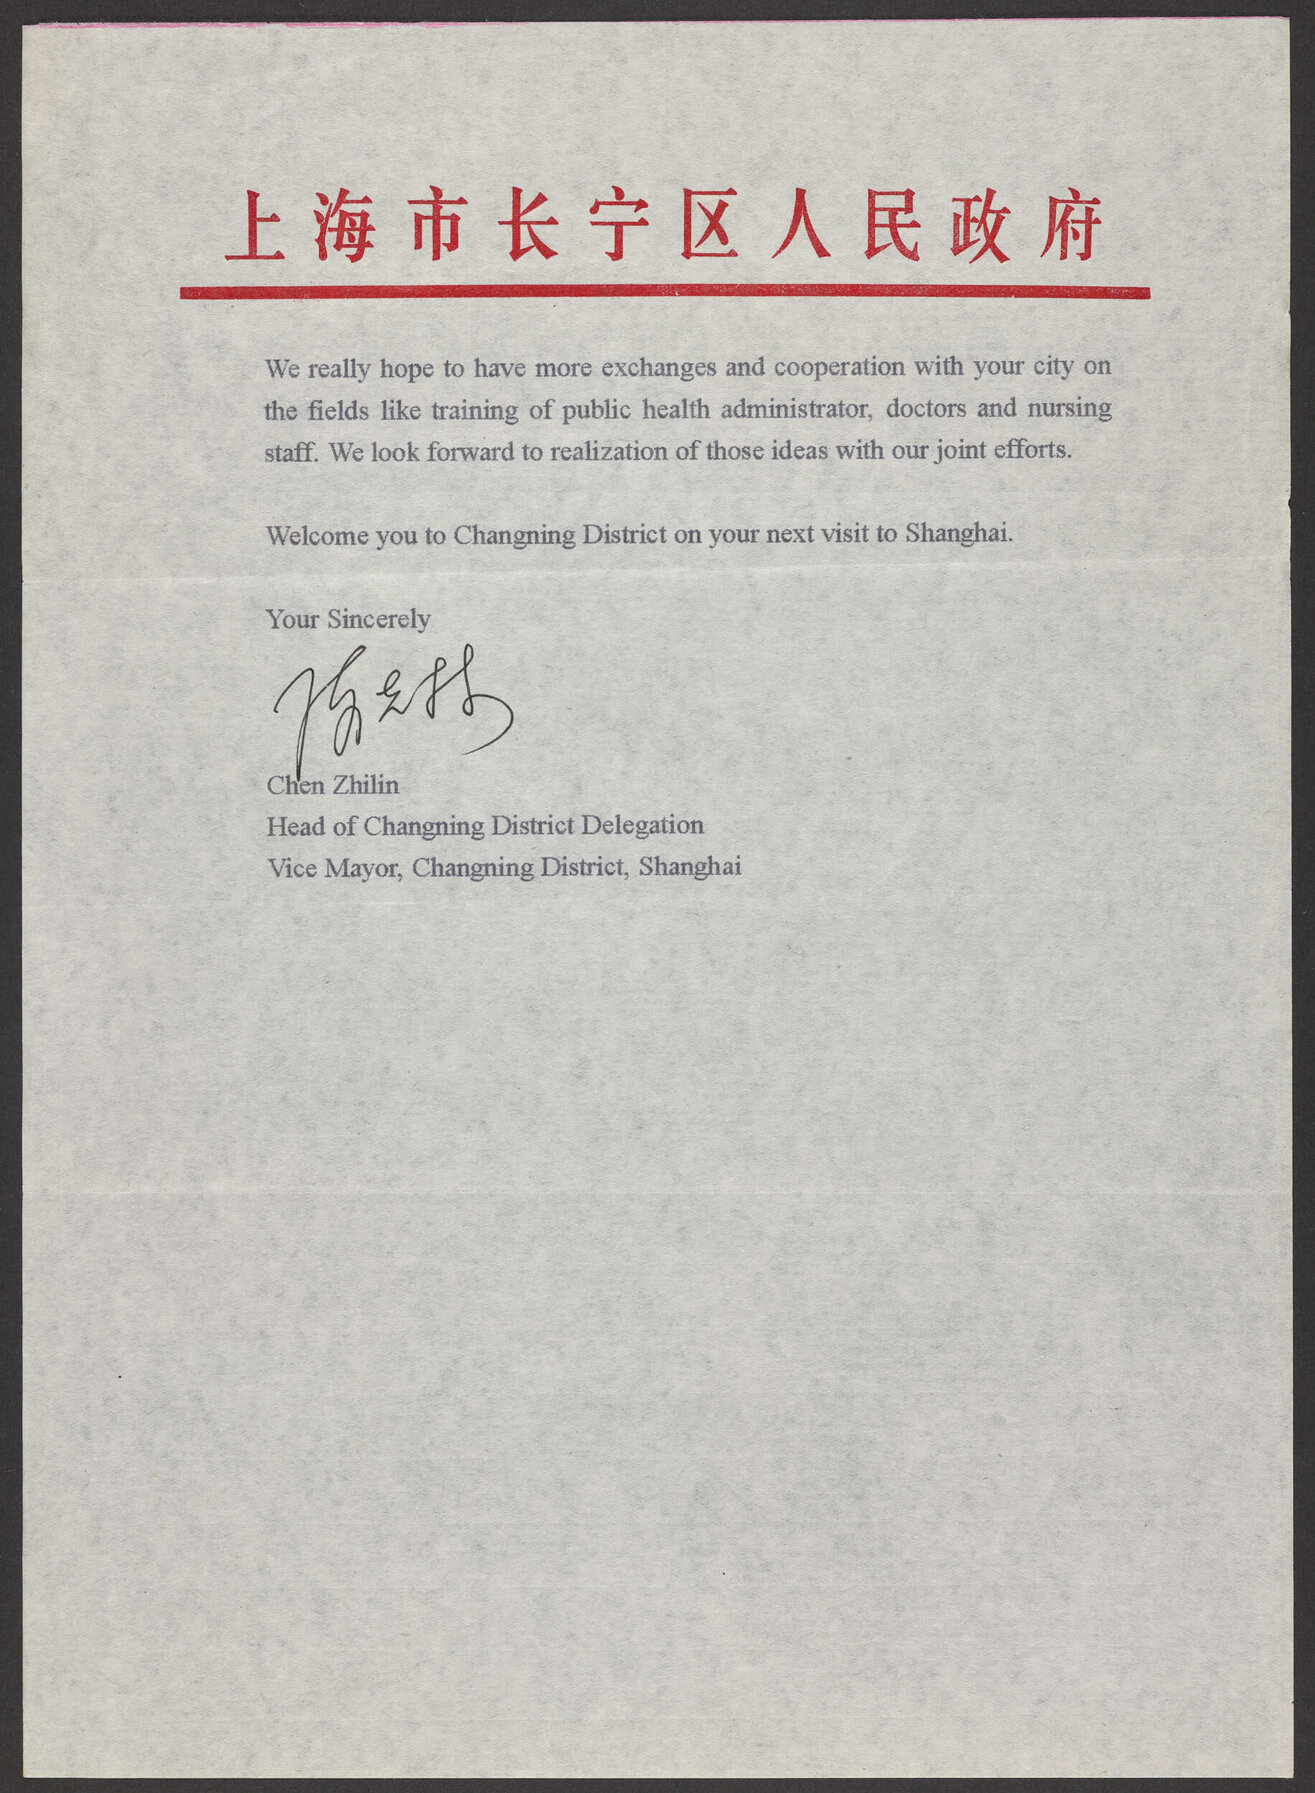 上海市长宁区人民政府
We really hope to have more exchanges and cooperation with your city on
the fields like training of public health administrator, doctors and nursing
staff. We look forward to realization of those ideas with our joint efforts.
Welcome you to Changning District on your next visit to Shanghai.
Your Sincerely
Chen Zhilin
Head of Changning District Delegation
Vice Mayor, Changning District, Shanghai